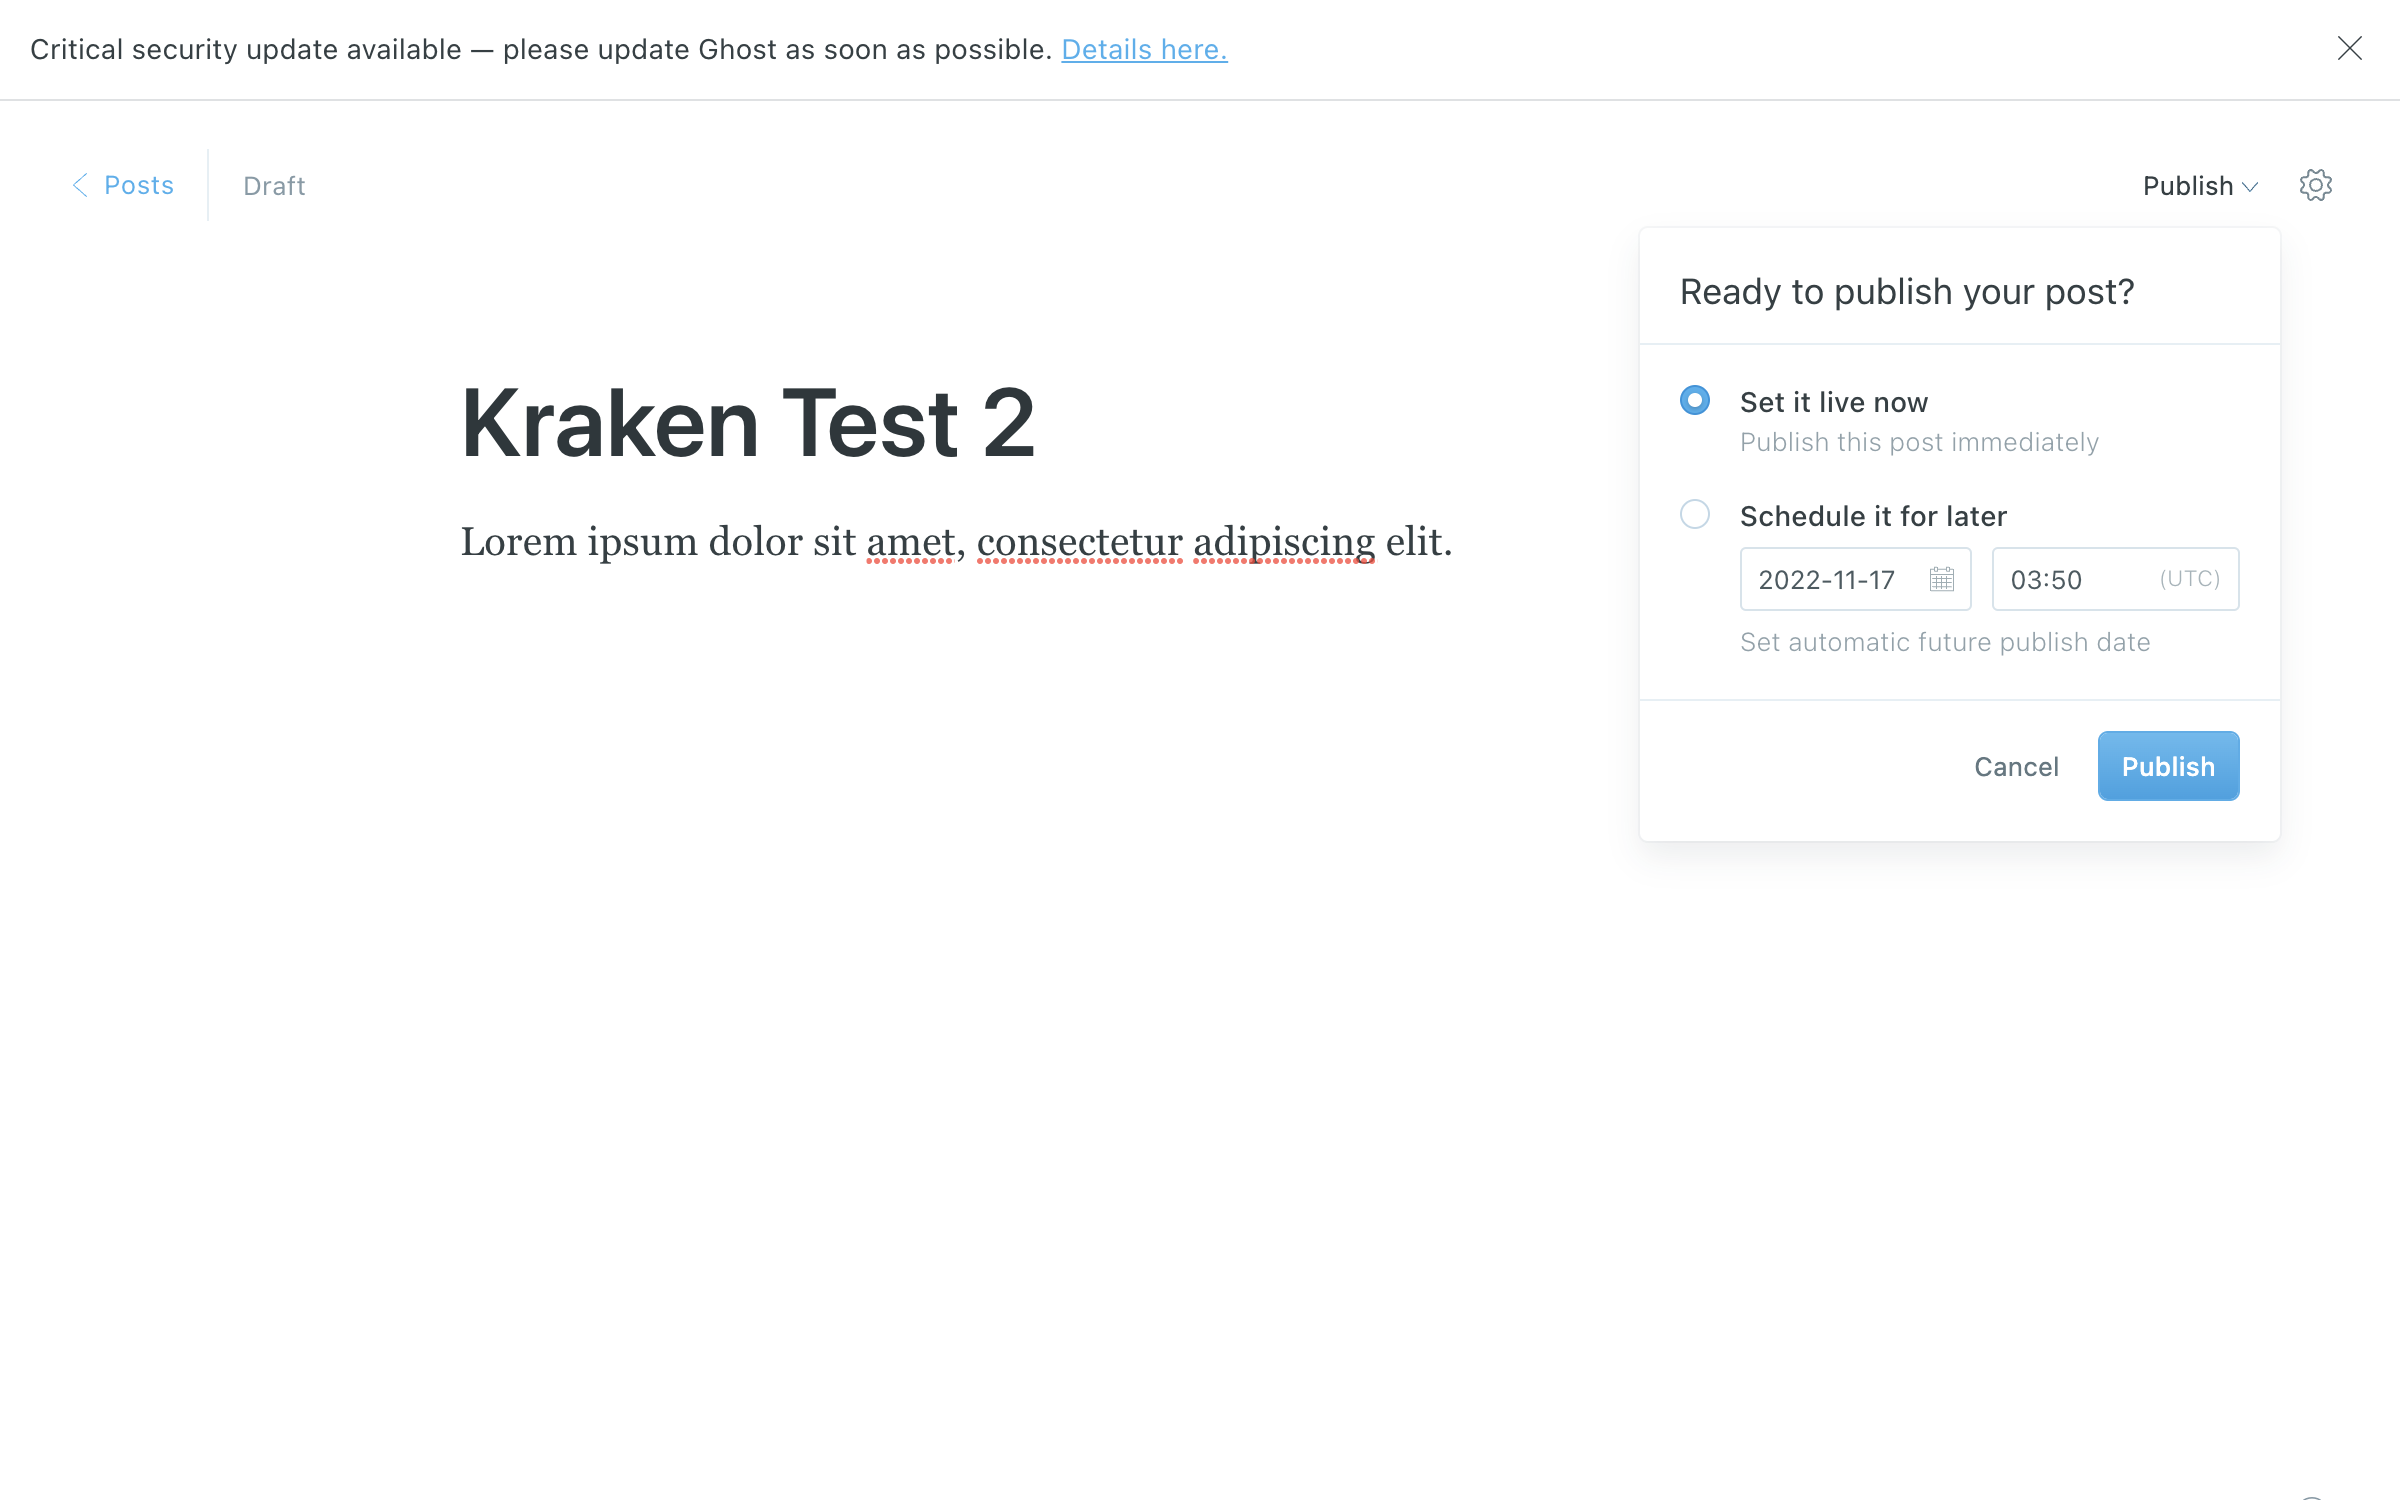 Critical security update available — please update Ghost as soon as possible. Details here.
Posts
Draft
Publish
Ready to publish your post?
Set it live now
Publish this post immediately
Schedule it for later
2022-11-17
03:50
(UTC)
Set automatic future publish date
Cancel
Publish
Kraken Test 2
Lorem ipsum dolor sit amet, consectetur adipiscing elit.